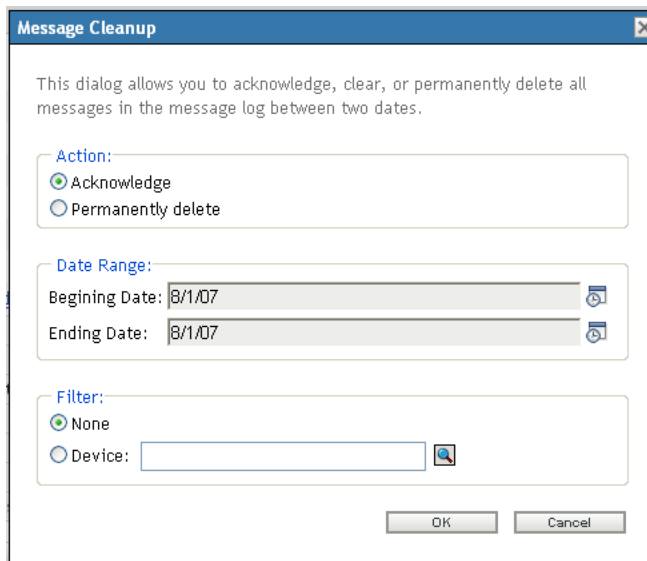 Message Cleanup
This dialog allows you to acknowledge, clear, or permanently delete all
messages in the message log between two dates.
Action:
Acknowledge
Permanently delete
Date Range:
Begining Date: 8/1/07
Ending Date: 8/1/07
Filter:
None
Device:
OK Cancel